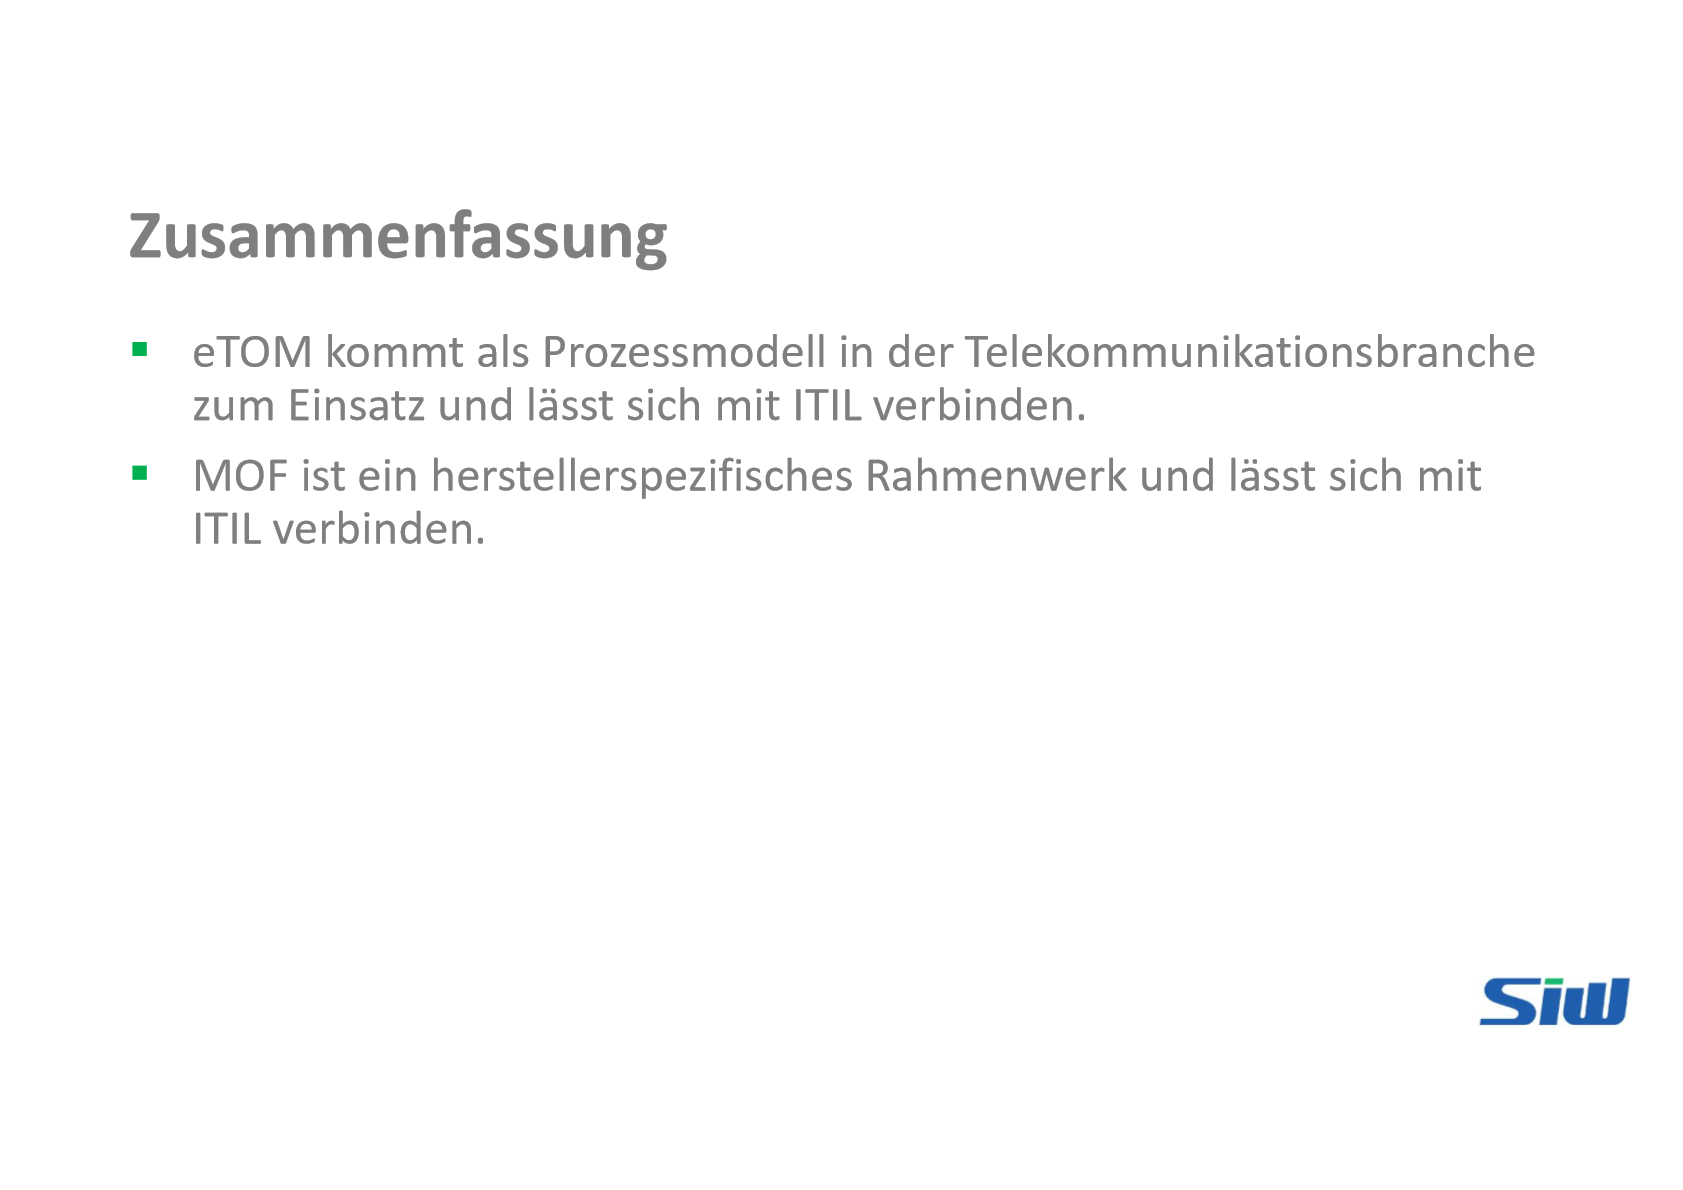 Zusammenfassung
▪ eTOM kommt als Prozessmodell in der Telekommunikationsbranche
zum Einsatz und lässt sich mit ITIL verbinden.
▪ MOF ist ein herstellerspezifisches Rahmenwerk und lässt sich mit
ITIL verbinden.
Siw